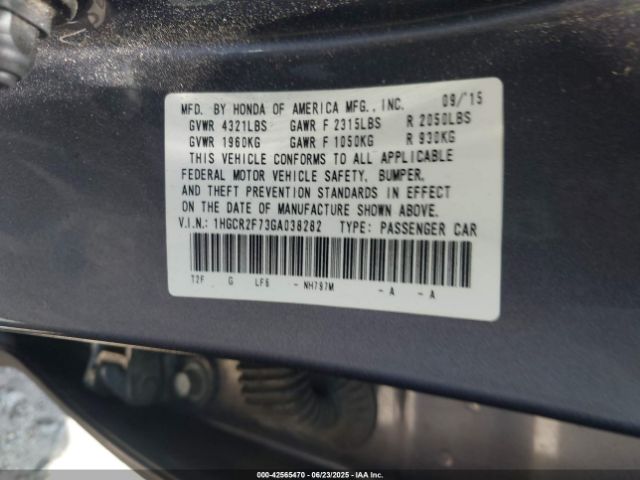 MFD. BY HONDA OF AMERICA MFG., INC. 09/'15
GVWR 4321LBS GAWR F 2315LBS R 2050LBS
GVWR 1960KG GAWR F 1050KG R 930KG
THIS VEHICLE CONFORMS TO ALL APPLICABLE
FEDERAL MOTOR VEHICLE SAFETY, BUMPER,
AND THEFT PREVENTION STANDARDS IN EFFECT
ON THE DATE OF MANUFACTURE SHOWN ABOVE.
V.I.N.: 1HGCR2F73GA038282 TYPE: PASSENGER CAR
T2F G LF6 - NH797M - A - A
000-42565470 - 06/23/2025 - IAAI.COM